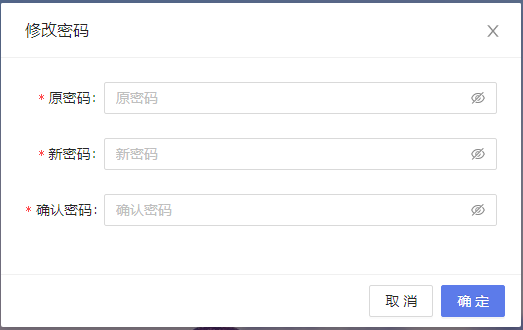 修改密码
* 原密码: 原密码
* 新密码: 新密码
* 确认密码: 确认密码
取 消 确 定